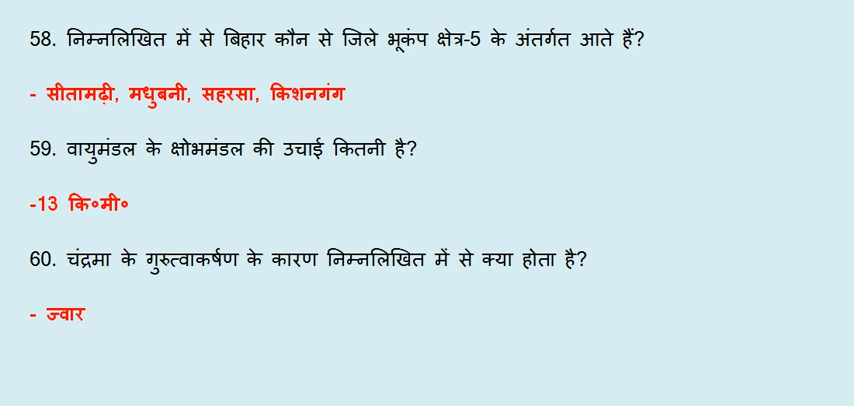 58. निम्नलिखित में से बिहार कौन से जिले भूकंप क्षेत्र-5 के अंतर्गत आते हैं?
- सीतामढ़ी, मधुबनी, सहरसा, किशनगंग
59. वायुमंडल के क्षोभमंडल की उचाई कितनी है?
-13 कि॰मी॰
60. चंद्रमा के गुरुत्वाकर्षण के कारण निम्नलिखित में से क्या होता है?
- ज्वार